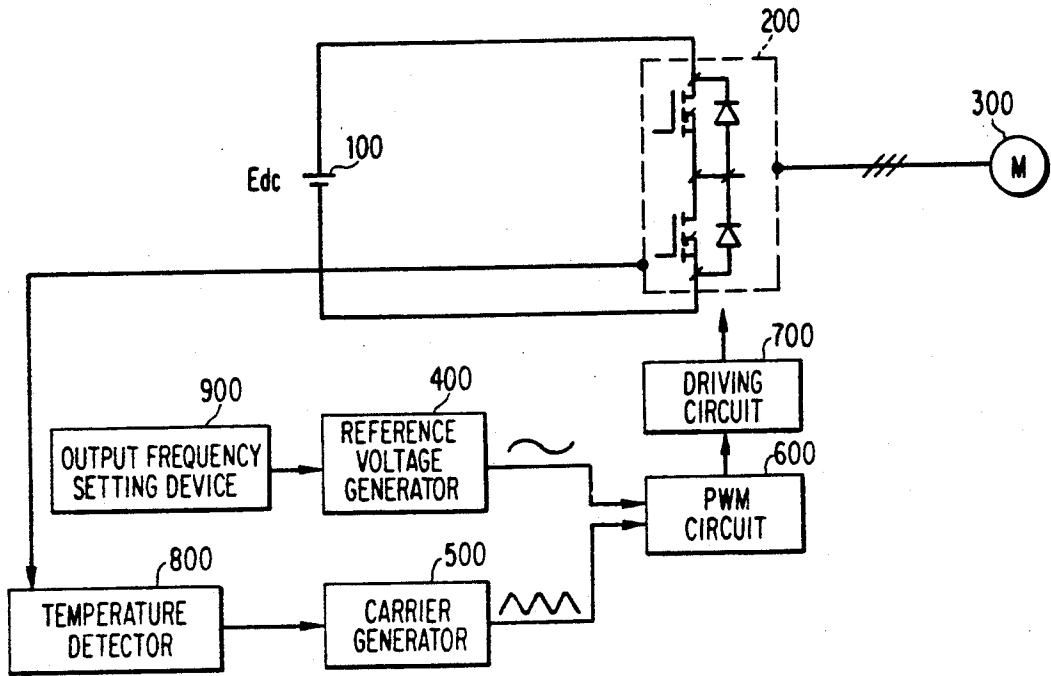 200
300
100
Edc
M
700
DRIVING
CIRCUIT
900
OUTPUT FREQUENCY
SETTING DEVICE
400
REFERENCE
VOLTAGE
GENERATOR
600
PWM
CIRCUIT
800
TEMPERATURE
DETECTOR
500
CARRIER
GENERATOR